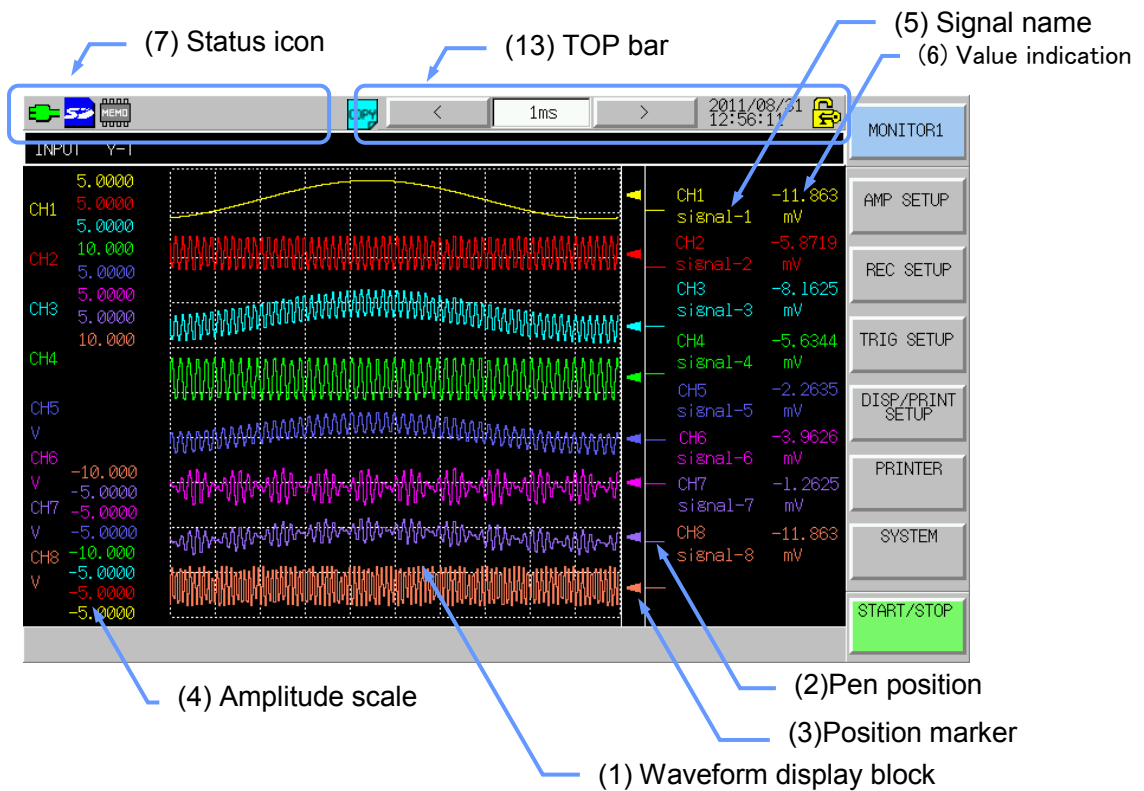 (5) Signal name
(7) Status icon
(13) TOP bar
(6) Value indication
SD
MEMO
COPY
<
1ms
>
2011/08/31
12:56:11
MONITOR1
INPUT Y-T
5.0000
CH1
5.0000
5.0000
10.000
CH2
5.0000
5.0000
CH3
5.0000
10.000
CH4
CH5
V
CH6
V
-10.000
-5.0000
CH7
-5.0000
V
-5.0000
CH8
-10.000
V
-5.0000
-5.0000
-5.0000
CH1 -11.863
signal-1 mV
CH2 -5.8719
signal-2 mV
CH3 -8.1625
signal-3 mV
CH4 -5.6344
signal-4 mV
CH5 -2.2635
signal-5 mV
CH6 -3.9626
signal-6 mV
CH7 -1.2625
signal-7 mV
CH8 -11.863
signal-8 mV
AMP SETUP
REC SETUP
TRIG SETUP
DISP/PRINT
SETUP
PRINTER
SYSTEM
START/STOP
(4) Amplitude scale
(2)Pen position
(3)Position marker
(1) Waveform display block